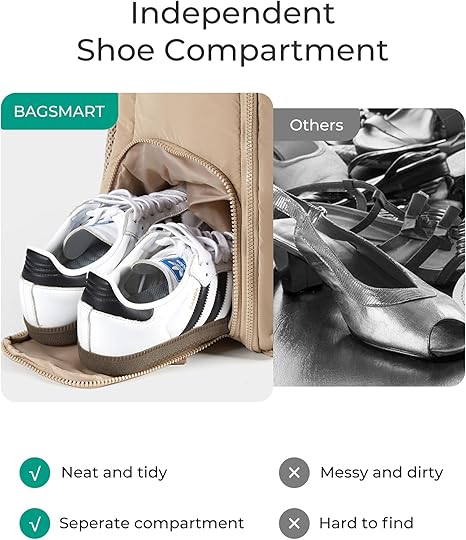 Independent
Shoe Compartment
BAGSMART
Others
√ Neat and tidy
✕ Messy and dirty
√ Seperate compartment
✕ Hard to find